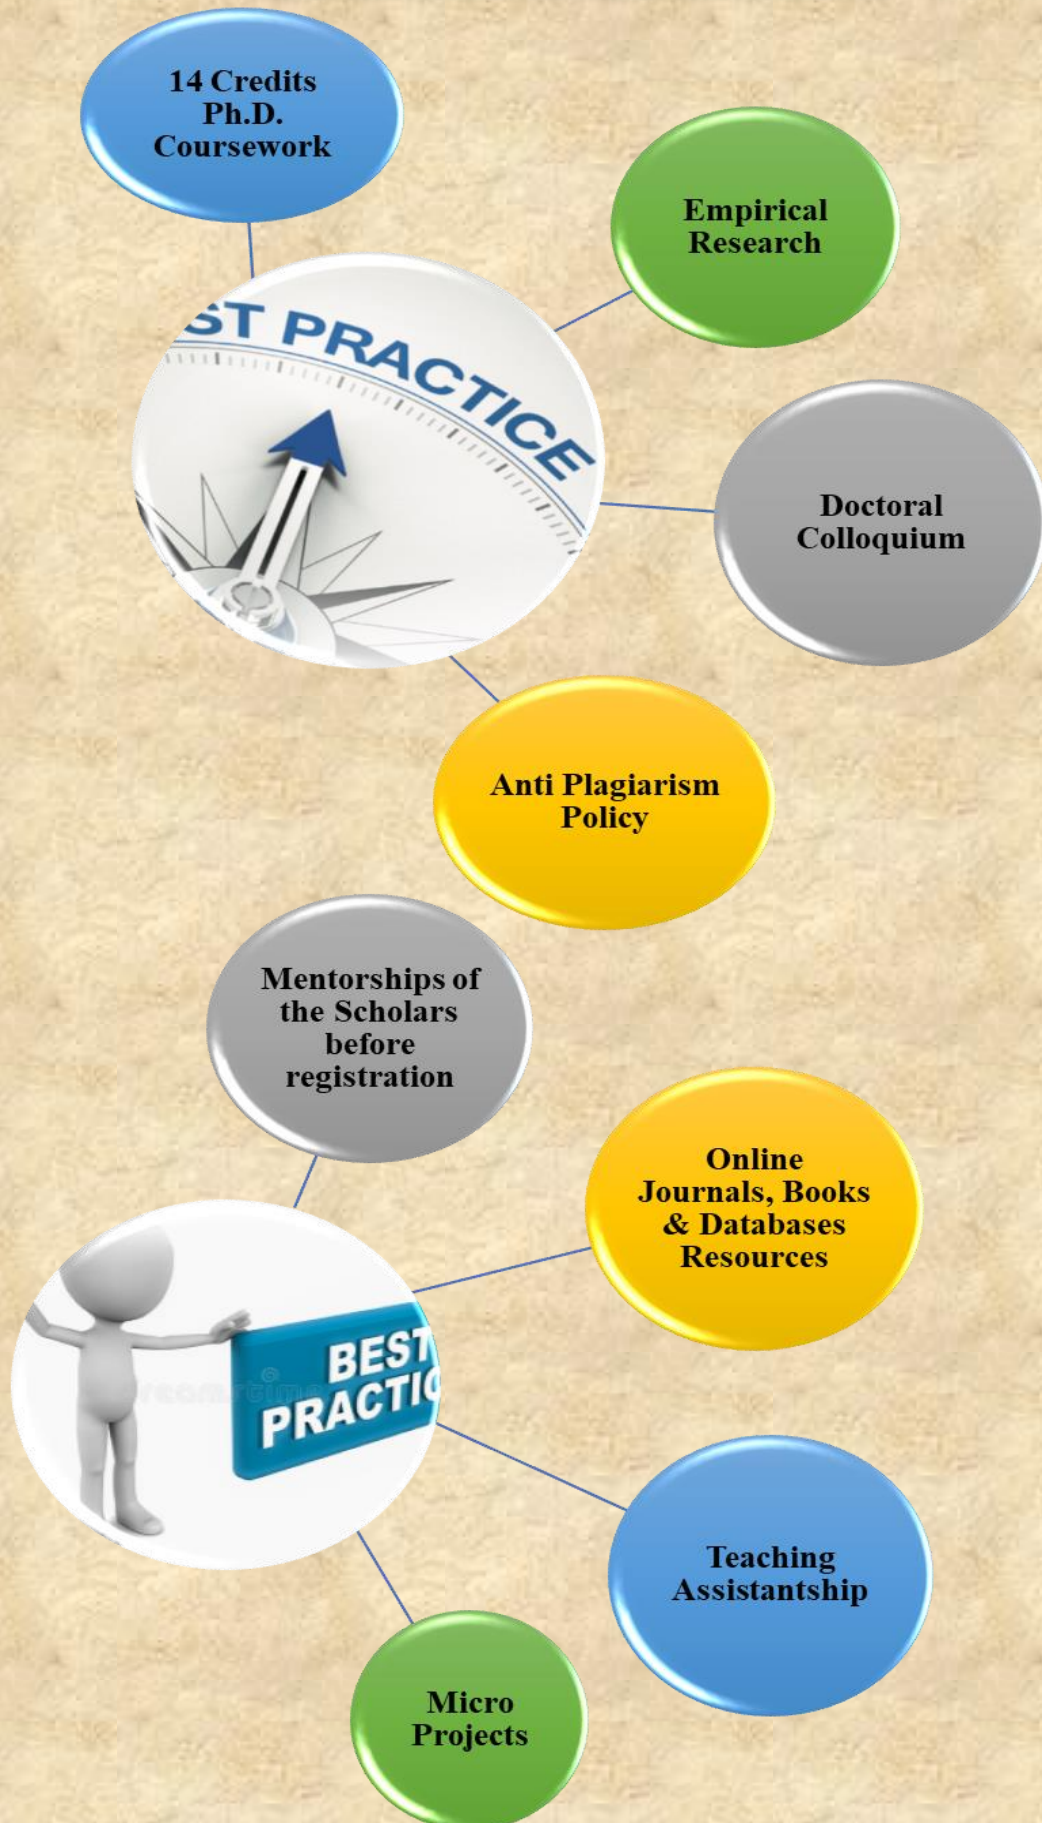 14 Credits
Ph.D.
Coursework
Empirical
Research
ST PRACTICE
Doctoral
Colloquium
Anti Plagiarism
Policy
Mentorships of
the Scholars
before
registration
Online
Journals, Books
& Databases
Resources
BEST
PRACTIC
Teaching
Assistantship
Micro
Projects